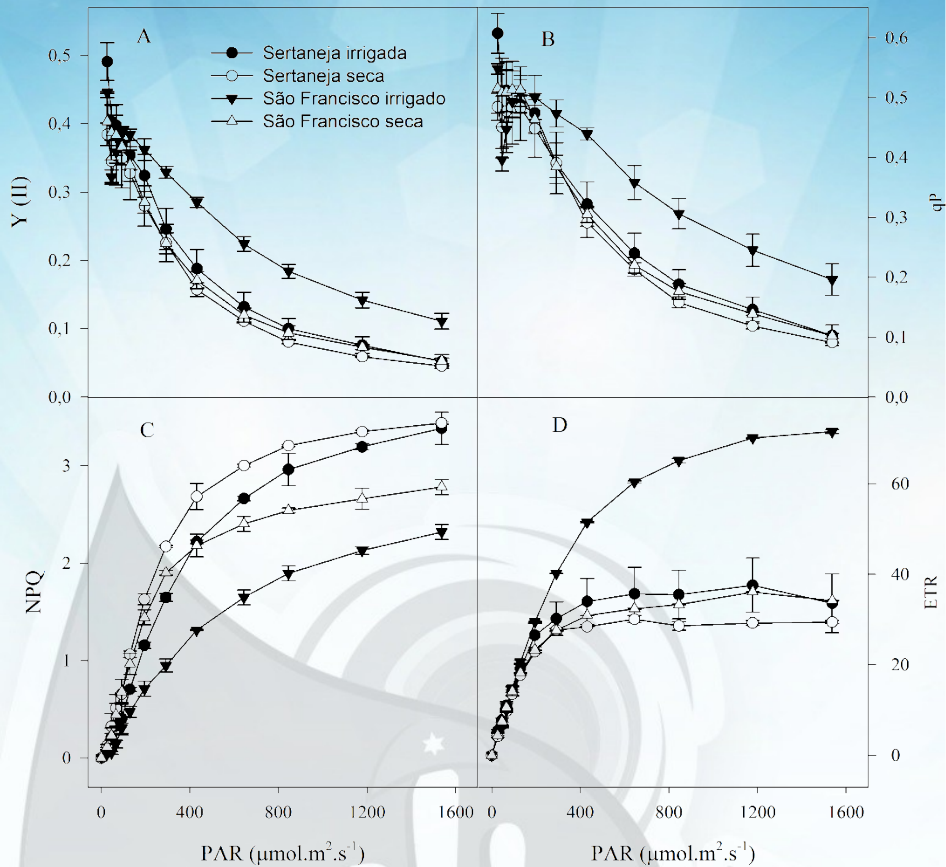 A
Sertaneja irrigada
Sertaneja seca
São Francisco irrigado
São Francisco seca
Y (II)
0,5
0,4
0,3
0,2
0,1
0,0
B
qP
0,6
0,5
0,4
0,3
0,2
0,1
0,0
C
NPQ
3
2
1
0
0
400
800
1200
1600
PAR (µmol.m².s⁻¹)
D
ETR
60
40
20
0
0
400
800
1200
1600
PAR (µmol.m².s⁻¹)